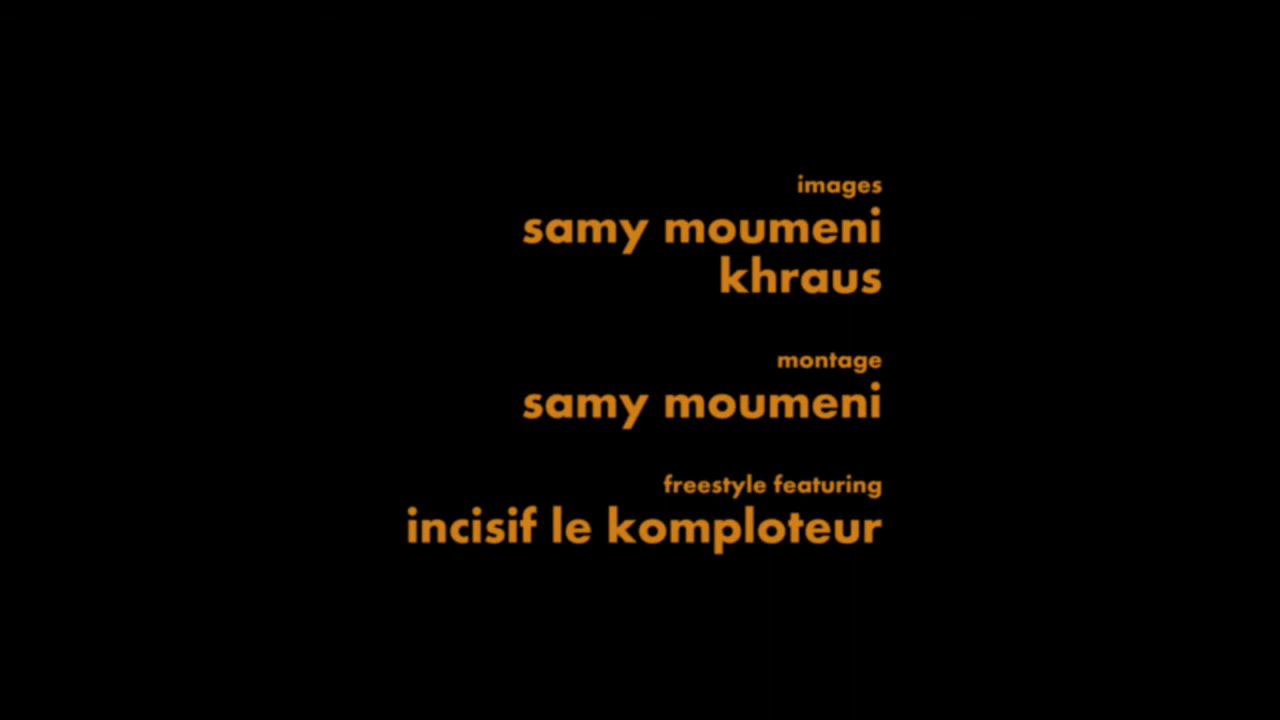 images
samy moumeni
khraus
montage
samy moumeni
freestyle featuring
incisif le komploteur